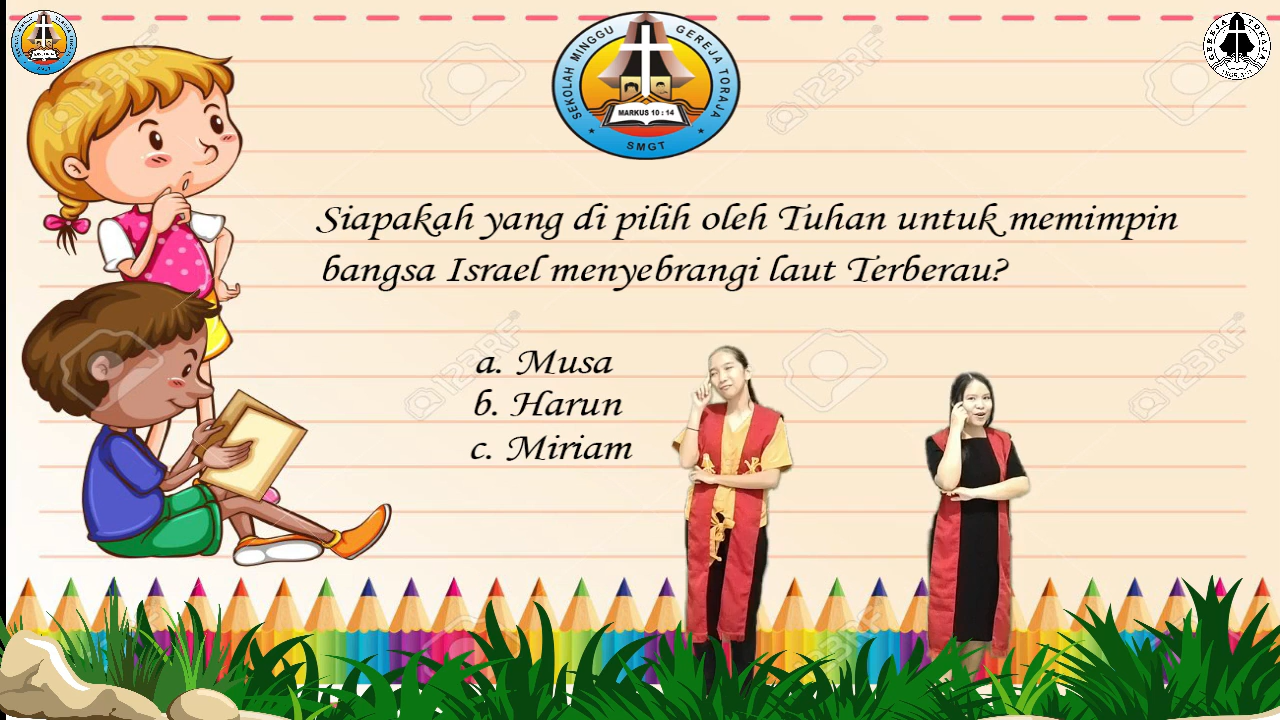 SEKOLAH MINGGU GEREJA TORAJA
MARKUS 10 : 14
SMGT
Siapakah yang di pilih oleh Tuhan untuk memimpin
bangsa Israel menyebrangi laut Terberau?
a. Musa
b. Harun
c. Miriam
123RF